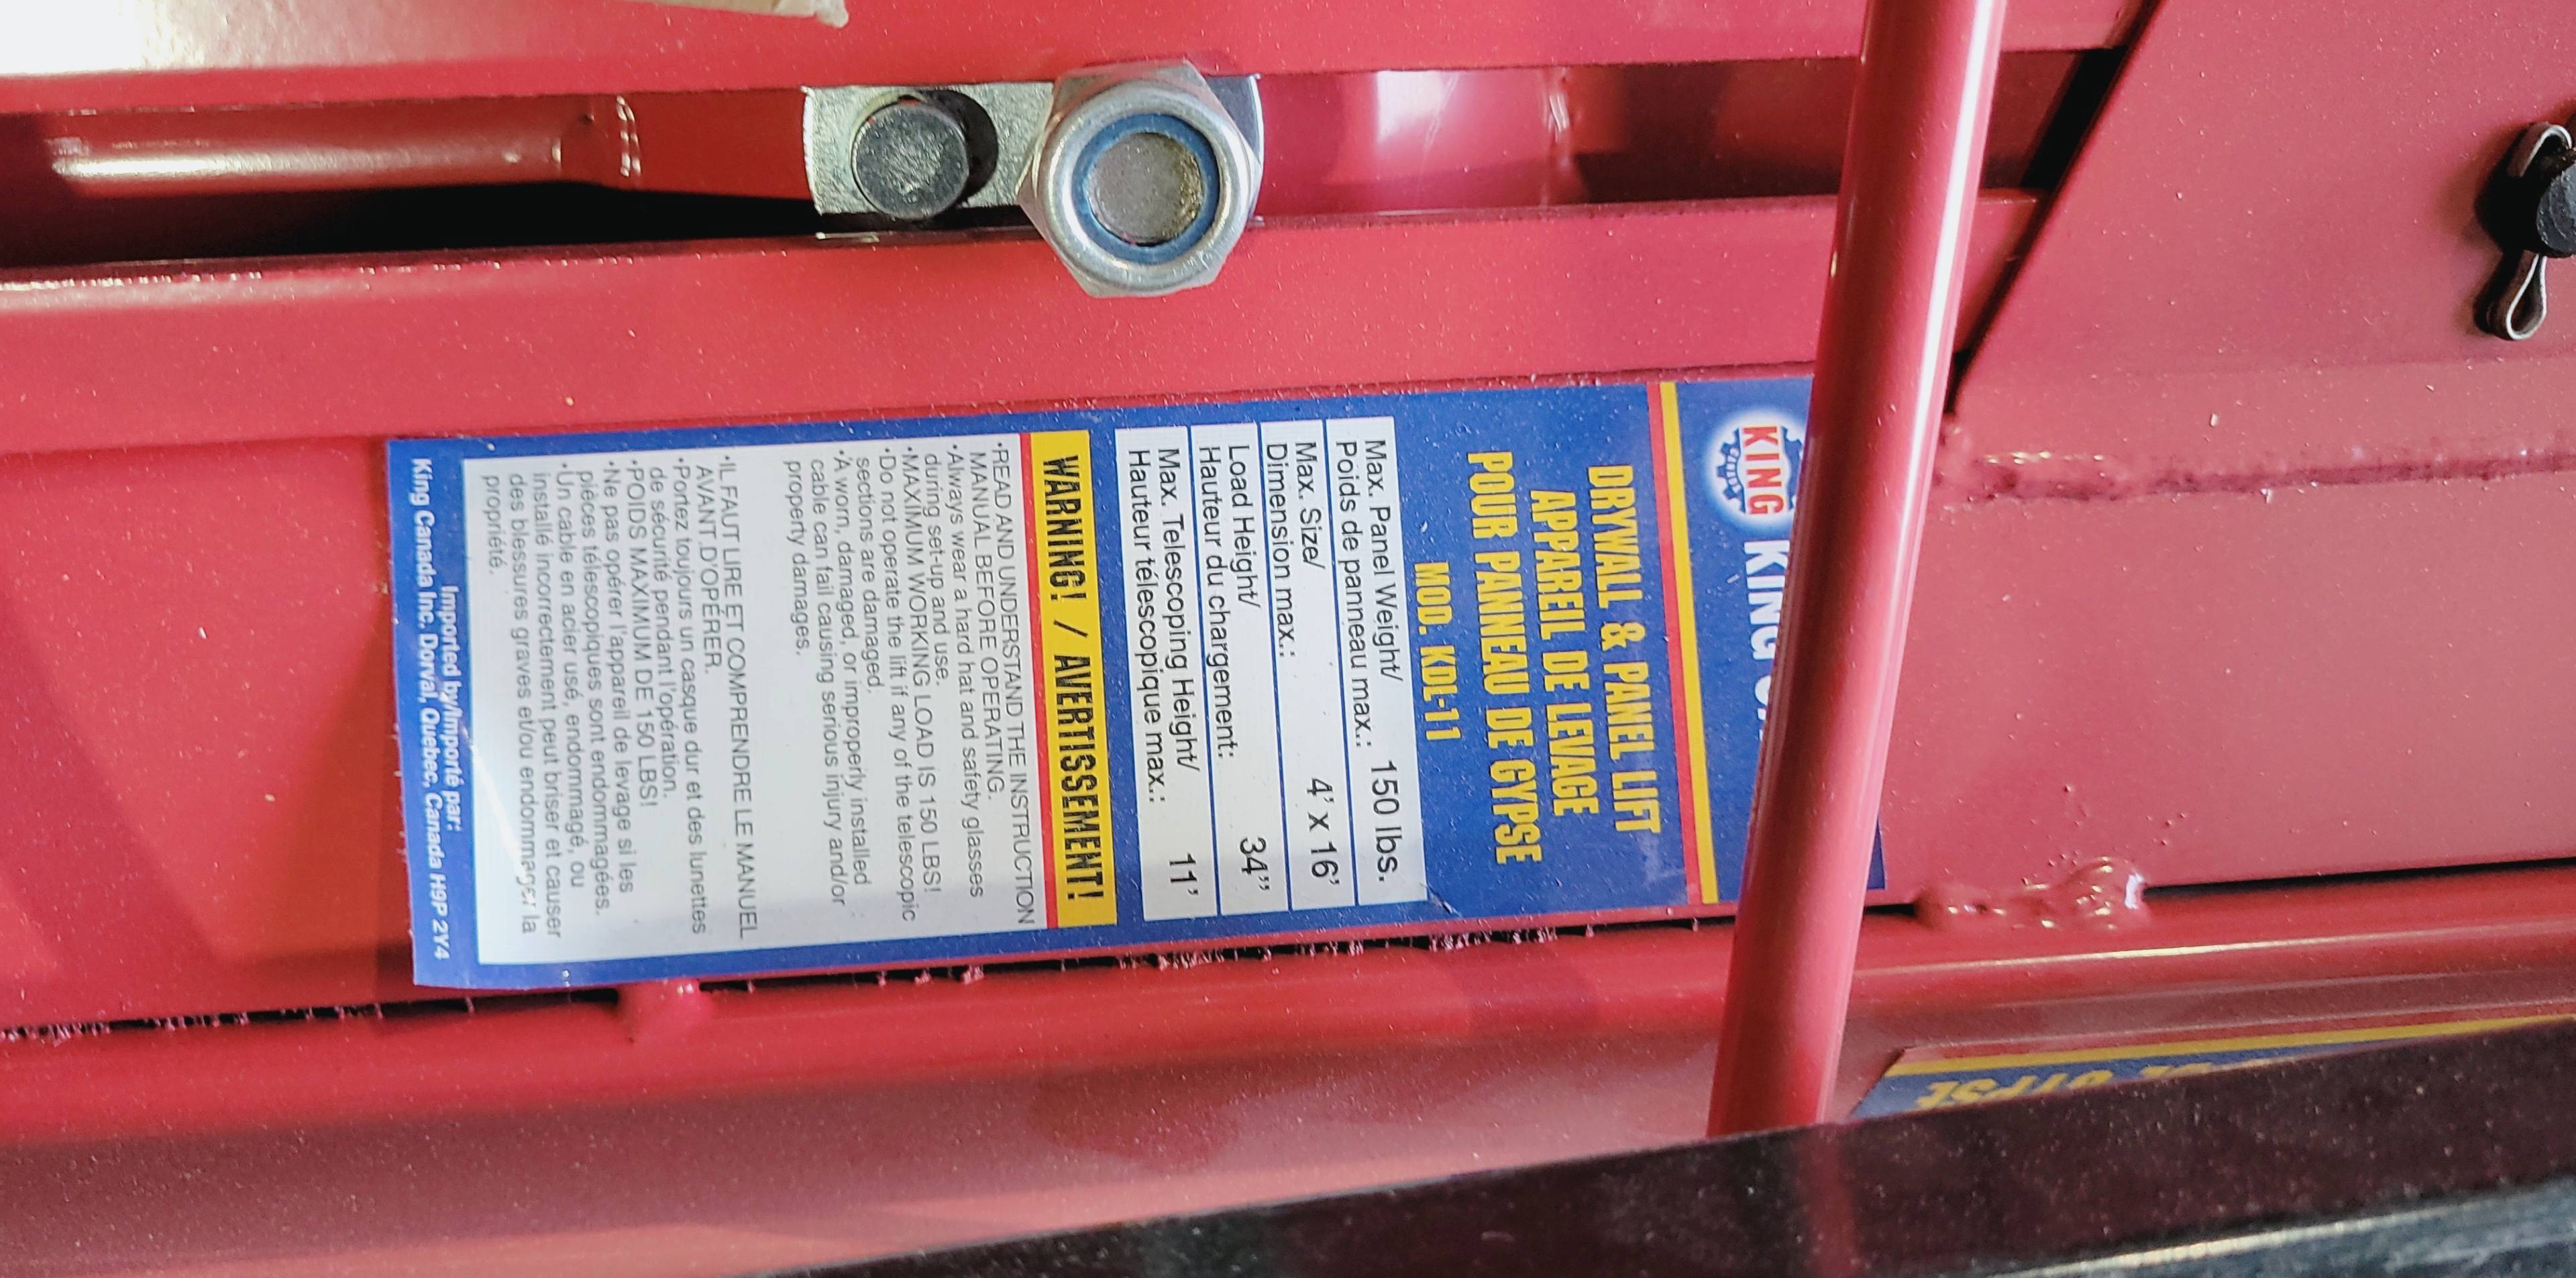 KING
KING
DRYWALL & PANEL LIFT
APPAREIL DE LEVAGE
POUR PANNEAU DE GYPSE
MOD. KDL-11
Max. Panel Weight/
Poids de panneau max.: 150 lbs.
Max. Size/
Dimension max.: 4' x 16'
Load Height/
Hauteur du chargement: 34"
Max. Telescoping Height/
Hauteur télescopique max.: 11'
WARNING! / AVERTISSEMENT!
•READ AND UNDERSTAND THE INSTRUCTION
MANUAL BEFORE OPERATING.
•Always wear a hard hat and safety glasses
during set-up and use.
•MAXIMUM WORKING LOAD IS 150 LBS!
•Do not operate the lift if any of the telescopic
sections are damaged.
•A worn, damaged, or improperly installed
cable can fail causing serious injury and/or
property damages.
•IL FAUT LIRE ET COMPRENDRE LE MANUEL
AVANT D'OPÉRER.
•Portez toujours un casque dur et des lunettes
de sécurité pendant l'opération.
•POIDS MAXIMUM DE 150 LBS!
•Ne pas opérer l'appareil de levage si les
pièces télescopiques sont endommagées.
•Un cable en acier usé, endommagé, ou
installé incorrectement peut briser et causer
des blessures graves et/ou endommager la
propriété.
Imported by/Importé par:
King Canada Inc. Dorval, Quebec, Canada H9P 2Y4
GYPSE